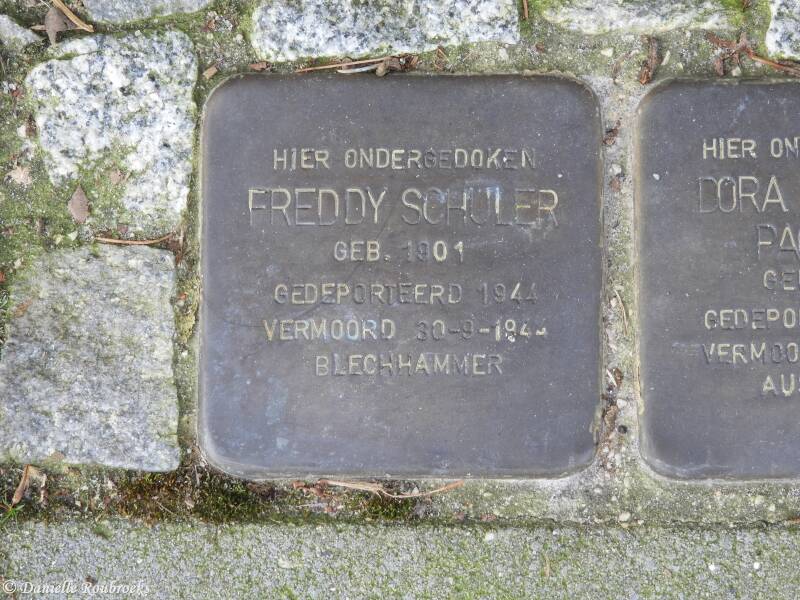 HIER ONDERGEDOKEN
FREDDY SCHÜLER
GEB. 1901
GEDEPORTEERD 1944
VERMOORD 30-9-1944
BLECHHAMMER
HIER ON
DORA
PA
GE
GEDEPO
VERMOO
AU
© Danielle Roubroeks